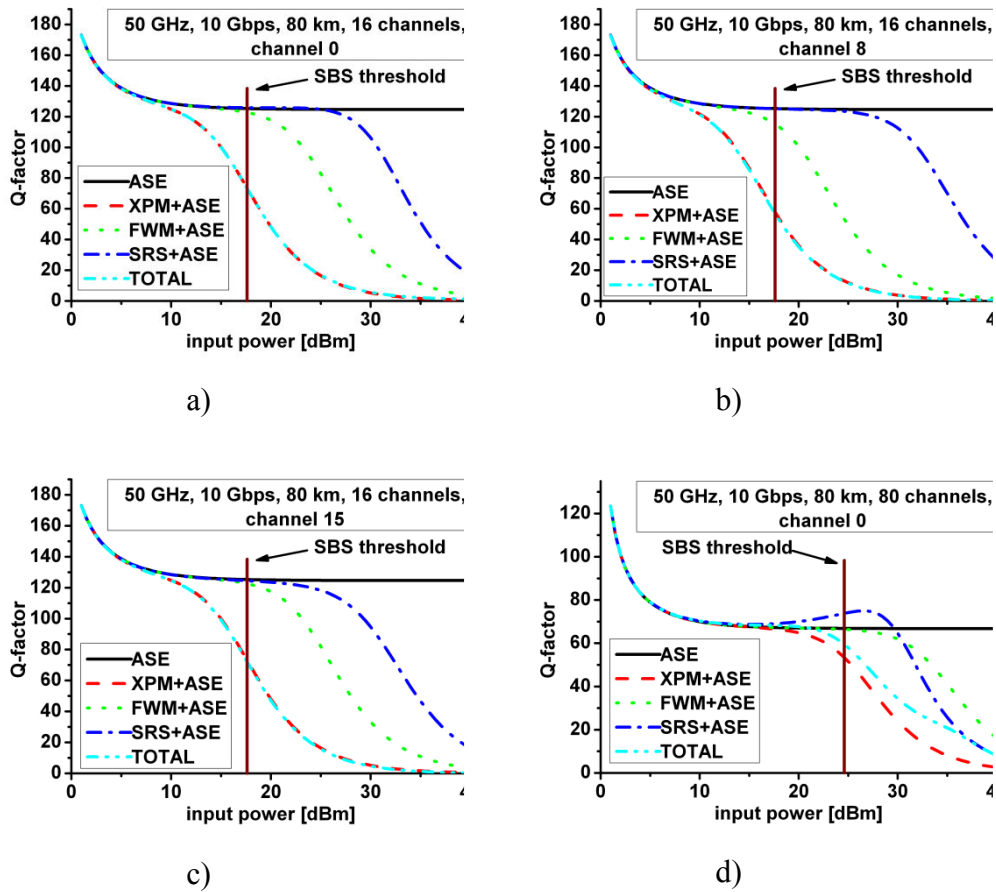 50 GHz, 10 Gbps, 80 km, 16 channels,
channel 0
SBS threshold
Q-factor
180
160
140
120
100
80
60
40
20
0
ASE
XPM+ASE
FWM+ASE
SRS+ASE
TOTAL
0 10 20 30 4
input power [dBm]
a)
50 GHz, 10 Gbps, 80 km, 16 channels,
channel 8
SBS threshold
Q-factor
180
160
140
120
100
80
60
40
20
0
ASE
XPM+ASE
FWM+ASE
SRS+ASE
TOTAL
0 10 20 30 4
input power [dBm]
b)
50 GHz, 10 Gbps, 80 km, 16 channels,
channel 15
SBS threshold
Q-factor
180
160
140
120
100
80
60
40
20
0
ASE
XPM+ASE
FWM+ASE
SRS+ASE
TOTAL
0 10 20 30 4
input power [dBm]
c)
50 GHz, 10 Gbps, 80 km, 80 channels,
channel 0
SBS threshold
Q-factor
120
100
80
60
40
20
0
ASE
XPM+ASE
FWM+ASE
SRS+ASE
TOTAL
0 10 20 30 4
input power [dBm]
d)